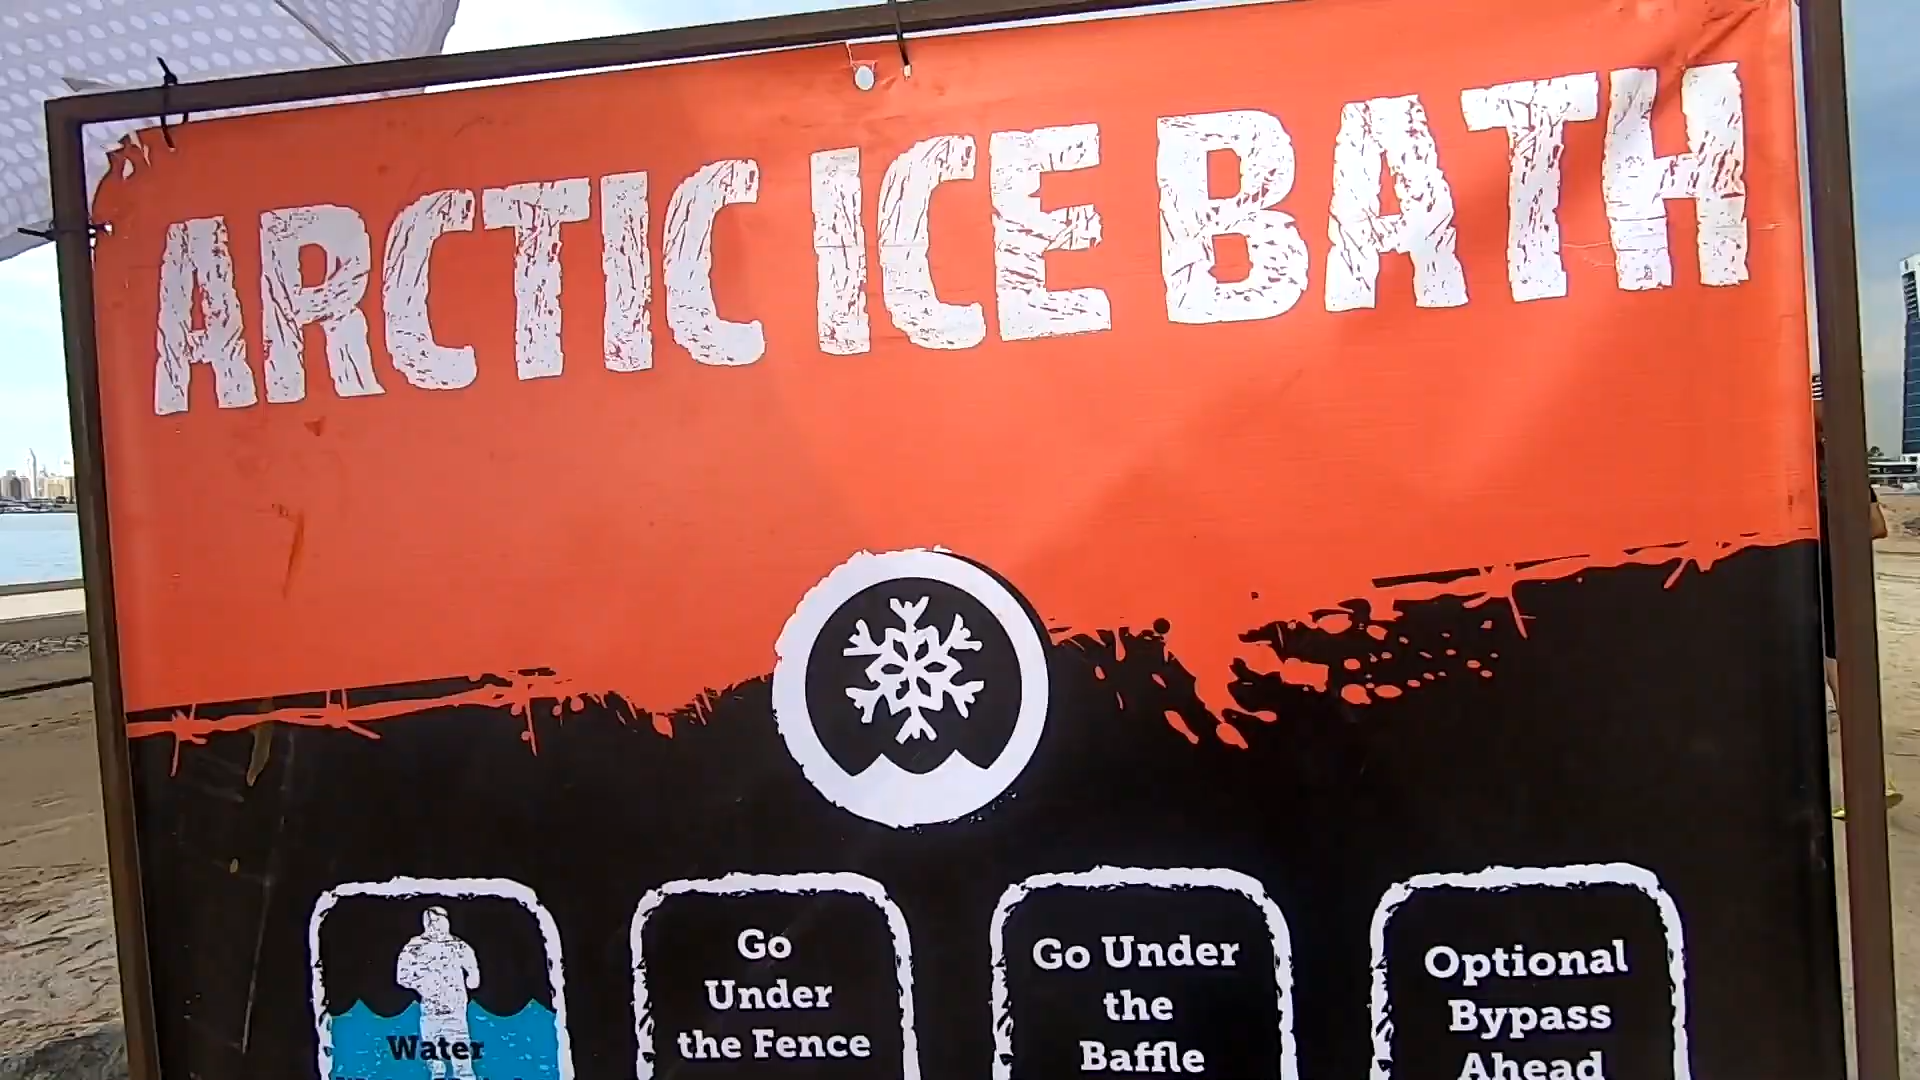 ARCTIC ICE BATH
Water
Go
Under
the Fence
Go Under
the
Baffle
Optional
Bypass
Ahead